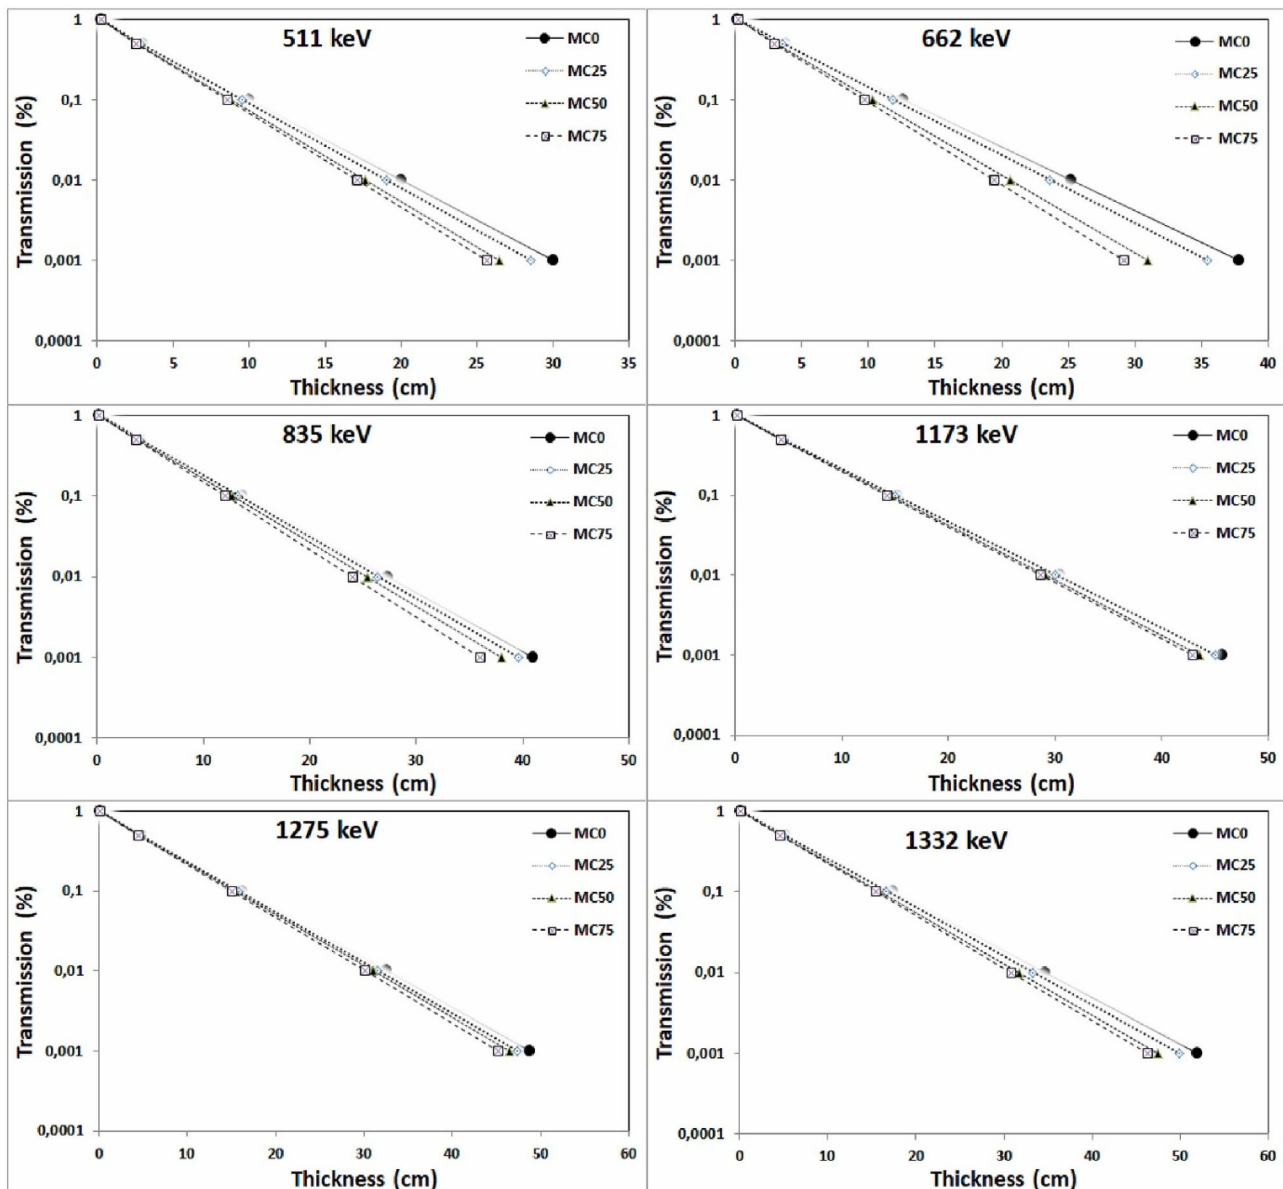 511 keV
MC0
MC25
MC50
MC75
Transmission (%)
1
0,1
0,01
0,001
0,0001
0 5 10 15 20 25 30 35
Thickness (cm)
662 keV
MC0
MC25
MC50
MC75
Transmission (%)
1
0,1
0,01
0,001
0,0001
0 5 10 15 20 25 30 35 40
Thickness (cm)
835 keV
MC0
MC25
MC50
MC75
Transmission (%)
1
0,1
0,01
0,001
0,0001
0 10 20 30 40 50
Thickness (cm)
1173 keV
MC0
MC25
MC50
MC75
Transmission (%)
1
0,1
0,01
0,001
0,0001
0 10 20 30 40 50
Thickness (cm)
1275 keV
MC0
MC25
MC50
MC75
Transmission (%)
1
0,1
0,01
0,001
0,0001
0 10 20 30 40 50 60
Thickness (cm)
1332 keV
MC0
MC25
MC50
MC75
Transmission (%)
1
0,1
0,01
0,001
0,0001
0 10 20 30 40 50 60
Thickness (cm)